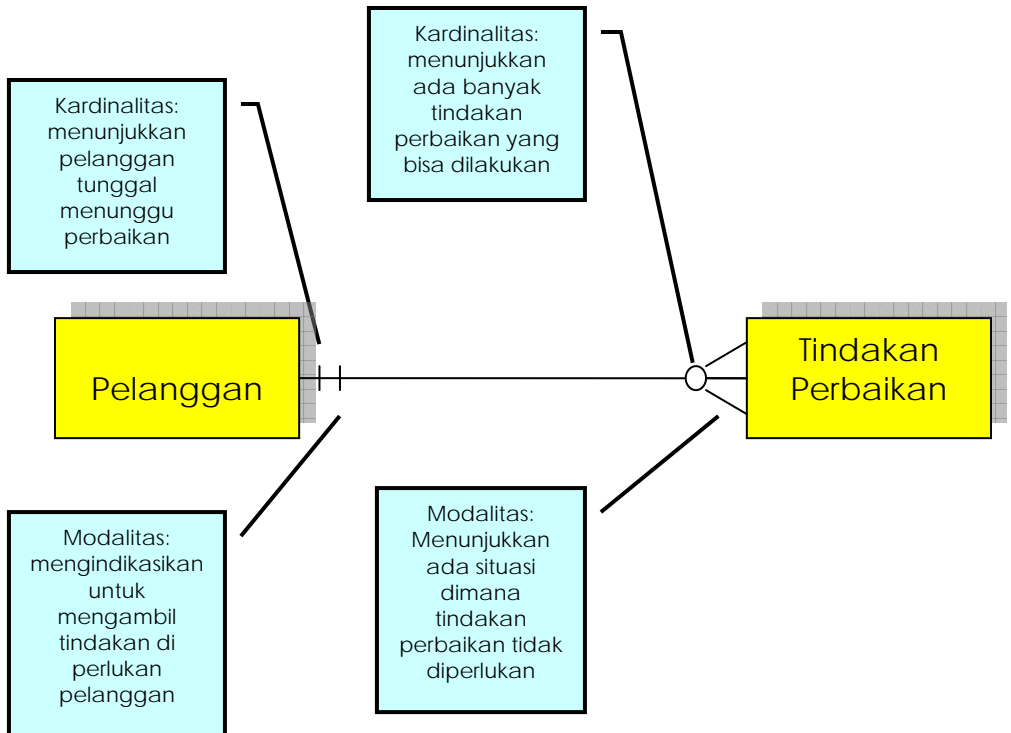 Kardinalitas:
menunjukkan
pelanggan
tunggal
menunggu
perbaikan
Kardinalitas:
menunjukkan
ada banyak
tindakan
perbaikan yang
bisa dilakukan
Pelanggan
Tindakan
Perbaikan
Modalitas:
mengindikasikan
untuk
mengambil
tindakan di
perlukan
pelanggan
Modalitas:
Menunjukkan
ada situasi
dimana
tindakan
perbaikan tidak
diperlukan